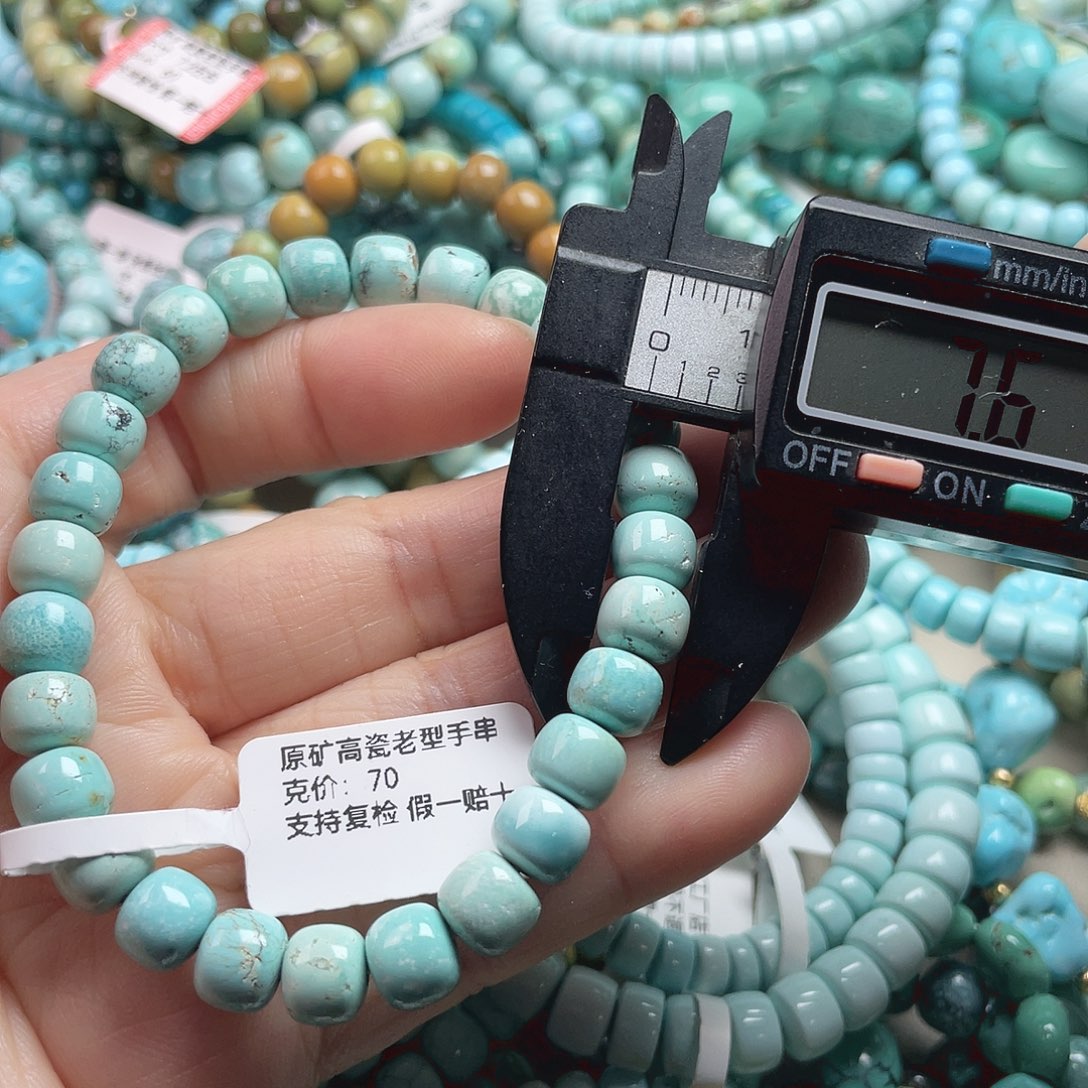 mm/in
7.6
0 1
1 2 3
OFF ON
原矿高瓷老型手串
克价：70
支持复检 假一赔十